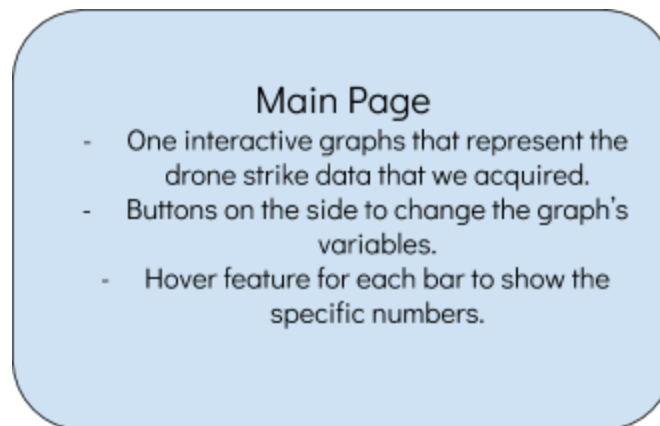 Main Page
- One interactive graphs that represent the
drone strike data that we acquired.
- Buttons on the side to change the graph's
variables.
- Hover feature for each bar to show the
specific numbers.